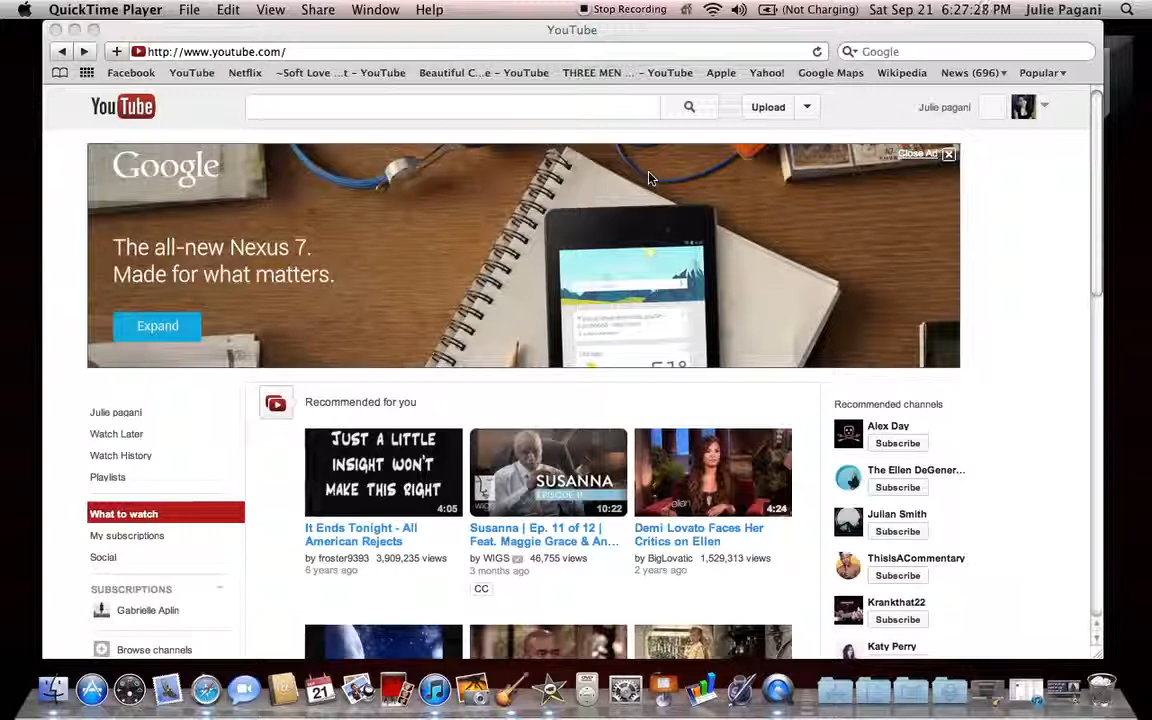 QuickTime Player File Edit View Share Window Help Stop Recording (Not Charging) Sat Sep 21 6:27:28 PM Julie Pagani
YouTube
http://www.youtube.com/ Google
Facebook YouTube Netflix ~Soft Love ...t - YouTube Beautiful C...e - YouTube THREE MEN ... - YouTube Apple Yahoo! Google Maps Wikipedia News (696) Popular
YouTube Upload Julie pagani
Close Ad
Google
The all-new Nexus 7.
Made for what matters.
Expand
Julie pagani
Watch Later
Watch History
Playlists
What to watch
My subscriptions
Social
SUBSCRIPTIONS
Gabrielle Aplin
Browse channels
Recommended for you
JUST A LITTLE
INSIGHT WON'T
MAKE THIS RIGHT
4:05
It Ends Tonight - All
American Rejects
by froster9393 3,909,235 views
6 years ago
SUSANNA
EPISODE 11
wigs
10:22
Susanna | Ep. 11 of 12 |
Feat. Maggie Grace & An...
by WIGS 46,755 views
3 months ago
CC
ellen
4:24
Demi Lovato Faces Her
Critics on Ellen
by BigLovatic 1,529,313 views
2 years ago
Recommended channels
Alex Day
Subscribe
The Ellen DeGener...
Subscribe
Julian Smith
Subscribe
ThisIsACommentary
Subscribe
Krankthat22
Subscribe
Katy Perry
21